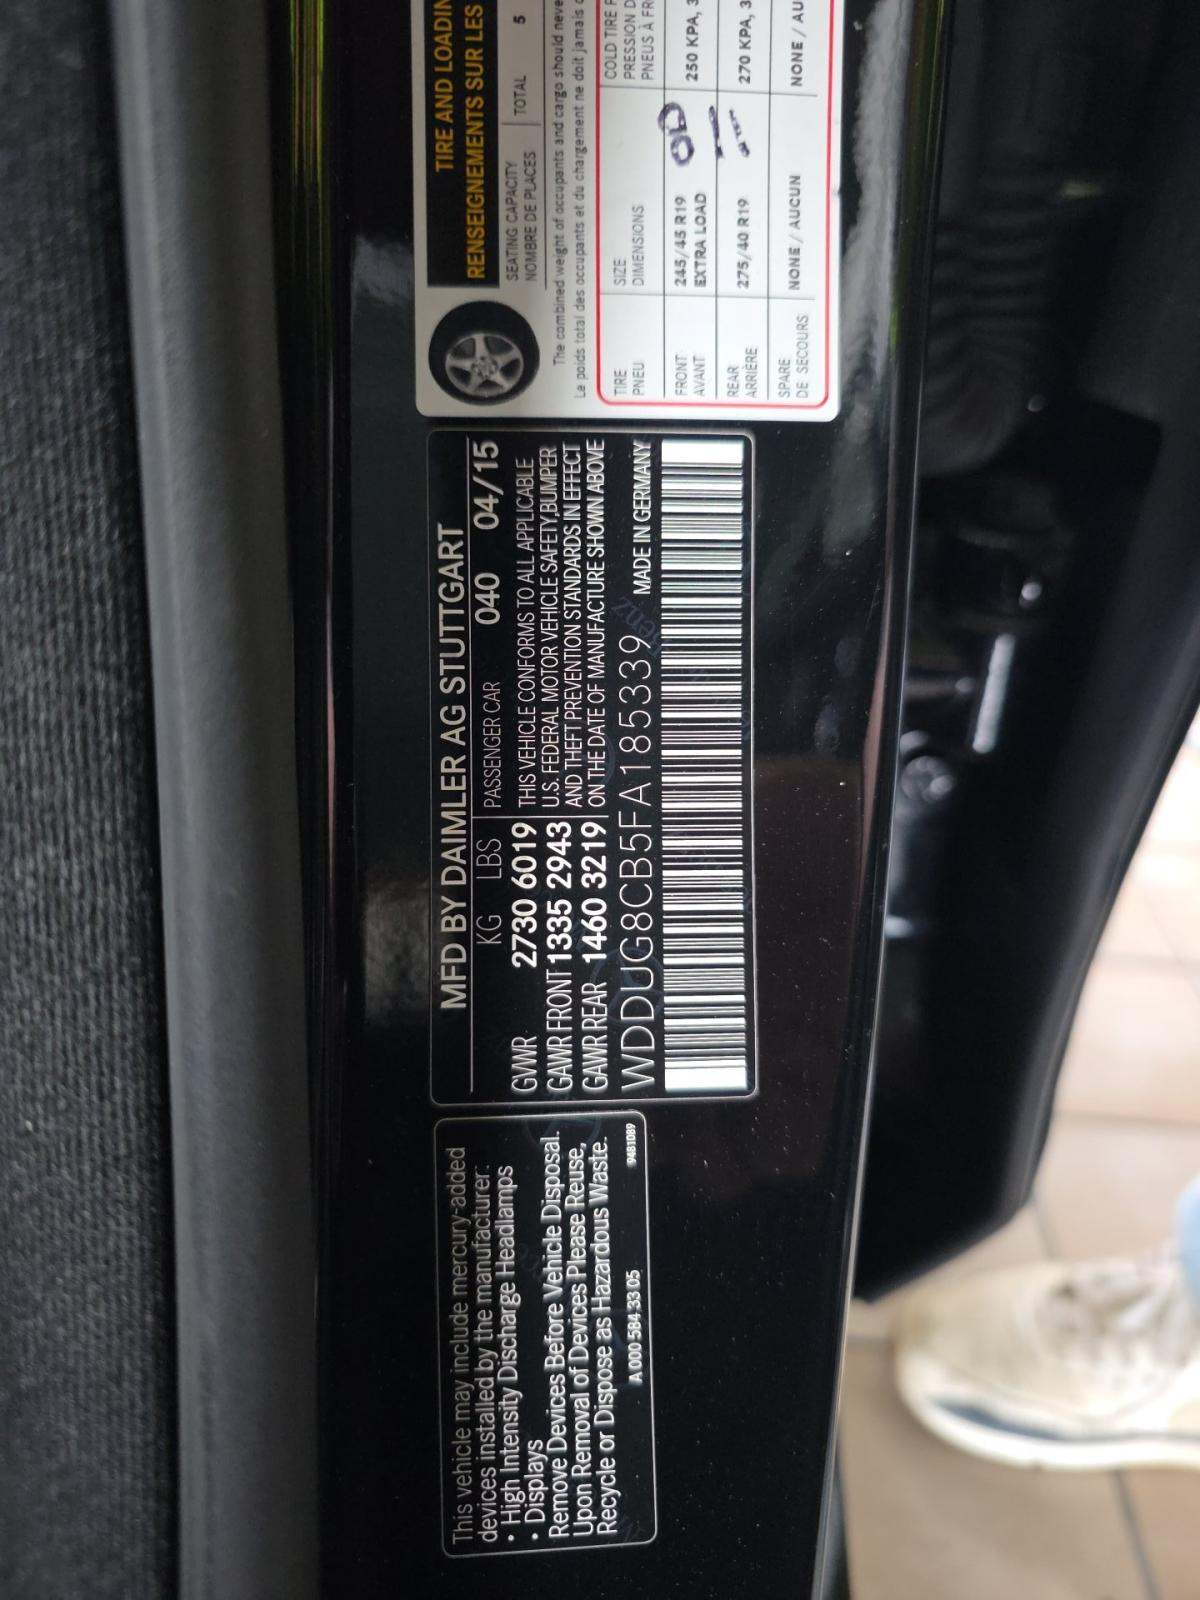 This vehicle may include mercury-added
devices installed by the manufacturer:
• High Intensity Discharge Headlamps
• Displays
Remove Devices Before Vehicle Disposal.
Upon Removal of Devices Please Reuse,
Recycle or Dispose as Hazardous Waste.
A 000 584 33 05 9481089
MFD BY DAIMLER AG STUTTGART
KG LBS PASSENGER CAR 040 04/15
GVWR 2730 6019
GAWR FRONT 1335 2943
GAWR REAR 1460 3219
THIS VEHICLE CONFORMS TO ALL APPLICABLE
U.S. FEDERAL MOTOR VEHICLE SAFETY,BUMPER
AND THEFT PREVENTION STANDARDS IN EFFECT
ON THE DATE OF MANUFACTURE SHOWN ABOVE
WDDUG8CB5FA185339 MADE IN GERMANY
TIRE AND LOADIN
RENSEIGNEMENTS SUR LES
SEATING CAPACITY TOTAL 5
NOMBRE DE PLACES
The combined weight of occupants and cargo should neve
Le poids total des occupants et du chargement ne doit jamais
TIRE SIZE COLD TIRE P
PNEU DIMENSIONS PRESSION D
PNEUS À FR
FRONT 245/45 R19 250 KPA, 3
AVANT EXTRA LOAD
REAR 275/40 R19 270 KPA, 3
ARRIÈRE
SPARE NONE / AUCUN NONE / AU
DE SECOURS